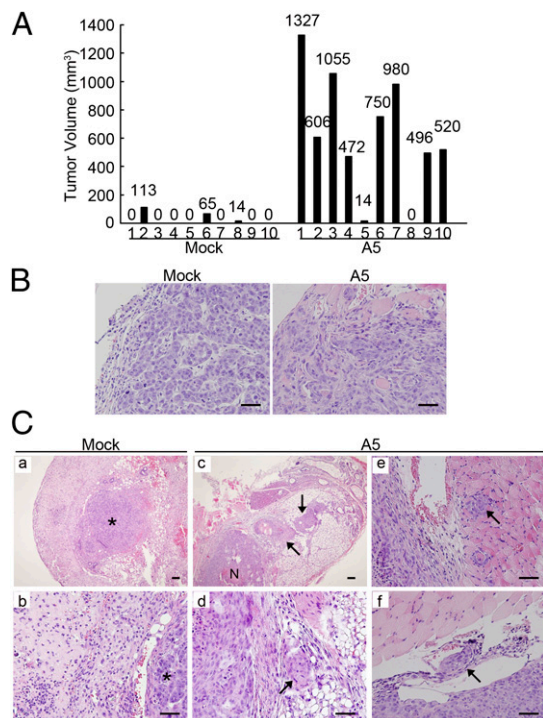 A
Tumor Volume (mm³)
1400
1200
1000
800
600
400
200
0
0 113 0 0 0 65 0 14 0 0
1327 606 1055 472 14 750 980 0 496 520
1 2 3 4 5 6 7 8 9 10
1 2 3 4 5 6 7 8 9 10
Mock A5
B
Mock A5
C
Mock A5
a * c N e
b * d f